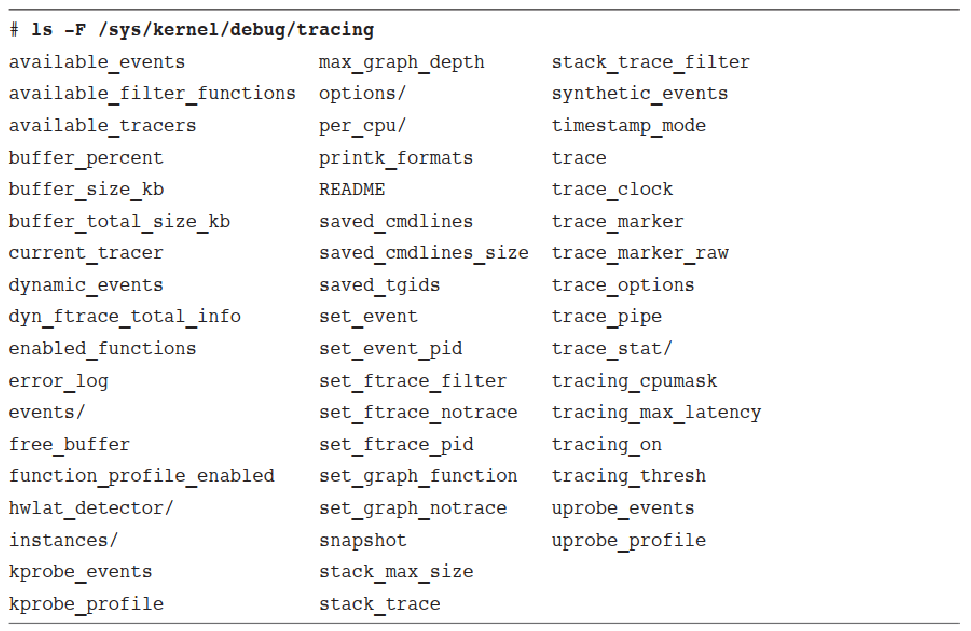 # ls -F /sys/kernel/debug/tracing
available_events max_graph_depth stack_trace_filter
available_filter_functions options/ synthetic_events
available_tracers per_cpu/ timestamp_mode
buffer_percent printk_formats trace
buffer_size_kb README trace_clock
buffer_total_size_kb saved_cmdlines trace_marker
current_tracer saved_cmdlines_size trace_marker_raw
dynamic_events saved_tgids trace_options
dyn_ftrace_total_info set_event trace_pipe
enabled_functions set_event_pid trace_stat/
error_log set_ftrace_filter tracing_cpumask
events/ set_ftrace_notrace tracing_max_latency
free_buffer set_ftrace_pid tracing_on
function_profile_enabled set_graph_function tracing_thresh
hwlat_detector/ set_graph_notrace uprobe_events
instances/ snapshot uprobe_profile
kprobe_events stack_max_size
kprobe_profile stack_trace